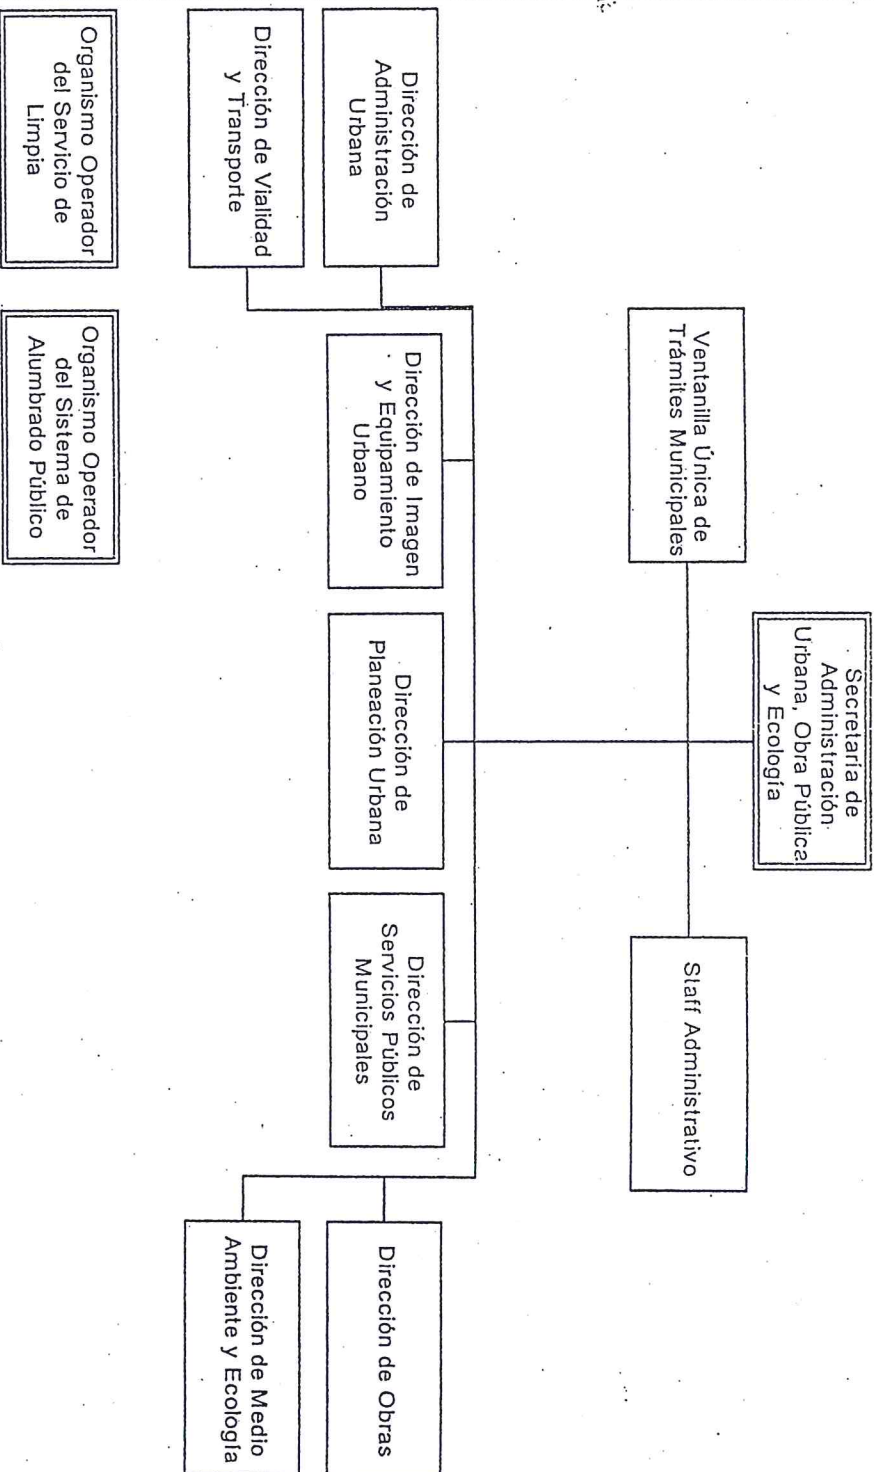 Secretaría de
Administración
Urbana, Obra Pública
y Ecología
Ventanilla Única de
Trámites Municipales
Staff Administrativo
Dirección de
Administración
Urbana
Dirección de Vialidad
y Transporte
Dirección de Imagen
y Equipamiento
Urbano
Dirección de
Planeación Urbana
Dirección de
Servicios Públicos
Municipales
Dirección de Obras
Dirección de Medio
Ambiente y Ecología
Organismo Operador
del Servicio de
Limpia
Organismo Operador
del Sistema de
Alumbrado Público